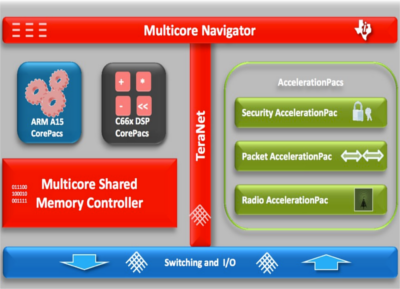 Multicore Navigator
ARM A15
CorePacs
+ *
- <<
C66x DSP
CorePacs
TeraNet
AccelerationPacs
Security AccelerationPac
Packet AccelerationPac
Radio AccelerationPac
011100
100010
001111
Multicore Shared
Memory Controller
Switching and I/O